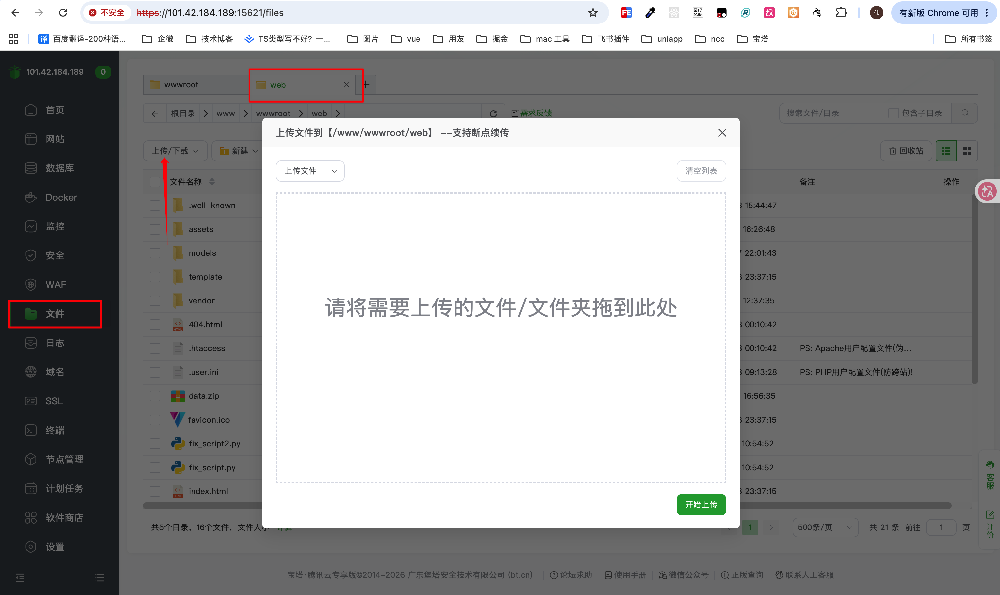 不安全 https://101.42.184.189:15621/files
FE
伟
有新版 Chrome 可用
译 百度翻译-200种语...
企微
技术博客
TS类型写不好？一...
图片
vue
用友
掘金
mac 工具
飞书插件
uniapp
ncc
宝塔
所有书签
101.42.184.189 0
首页
网站
数据库
Docker
监控
安全
WAF
文件
日志
域名
SSL
终端
节点管理
计划任务
软件商店
设置
wwwroot
web
根目录 www wwwroot web
需求反馈
搜索文件/目录 包含子目录
上传/下载
新建
回收站
文件名称
备注 操作
.well-known
15:44:47
assets
16:26:48
models
22:01:43
template
23:37:15
vendor
12:37:35
404.html
00:10:42
.htaccess
00:10:42 PS: Apache用户配置文件(伪...
.user.ini
09:13:28 PS: PHP用户配置文件(防跨站)!
data.zip
16:56:35
favicon.ico
23:37:15
fix_script2.py
10:54:52
fix_script.py
10:54:52
index.html
23:37:15
上传文件到【/www/wwwroot/web】 --支持断点续传
上传文件
清空列表
请将需要上传的文件/文件夹拖到此处
开始上传
共5个目录，16个文件，文件大小
1
500条/页
共 21 条 前往 1 页
客服
评价
宝塔·腾讯云专享版©2014-2026 广东堡塔安全技术有限公司 (bt.cn)
论坛求助
使用手册
微信公众号
正版查询
联系人工客服